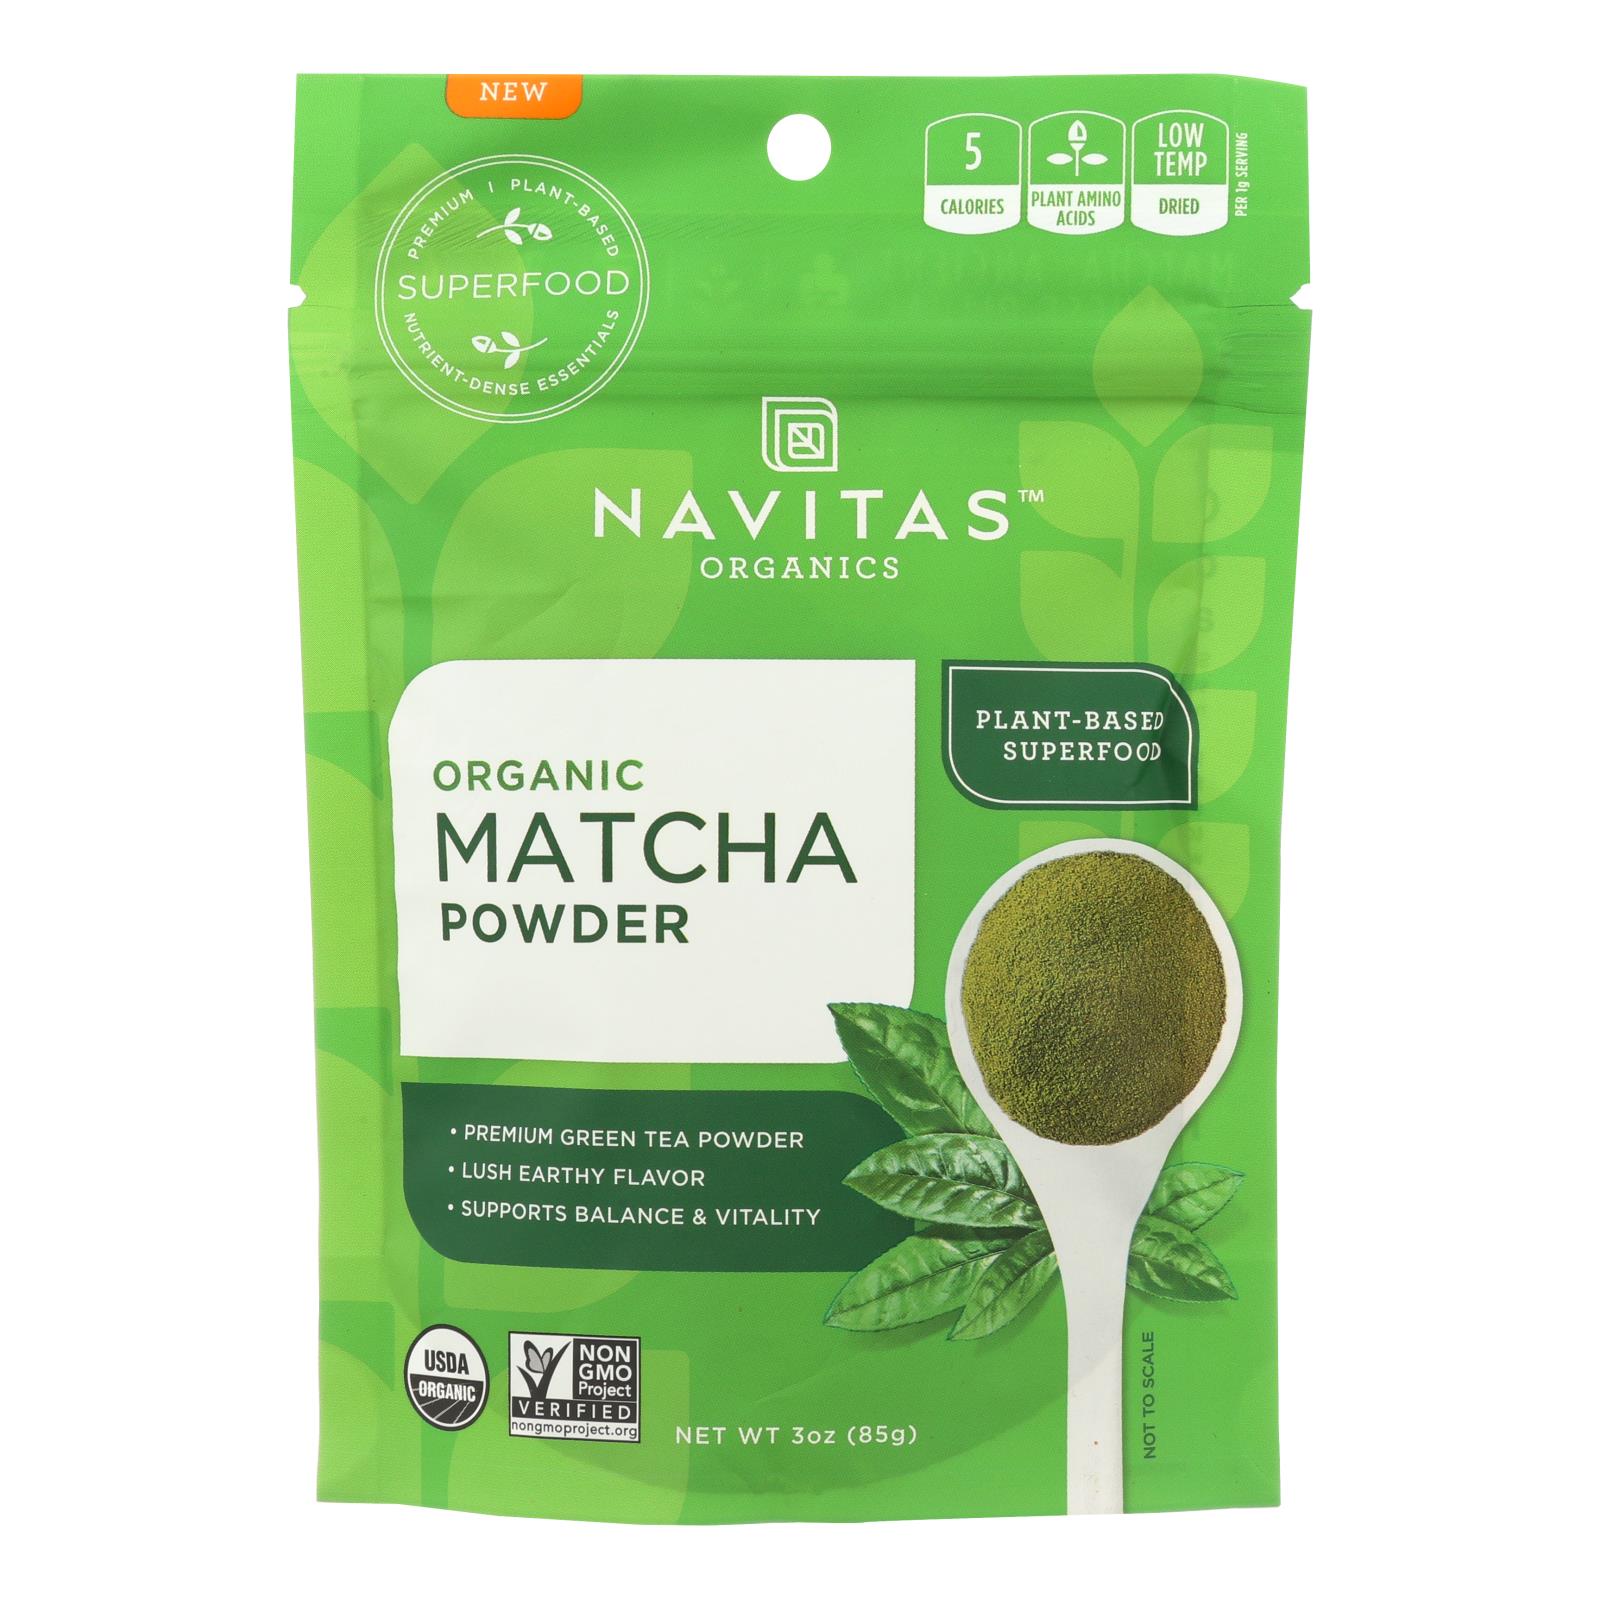 NEW
PREMIUM | PLANT-BASED
SUPERFOOD
NUTRIENT-DENSE ESSENTIALS
5
CALORIES
PLANT AMINO
ACIDS
LOW
TEMP
DRIED
PER 1g SERVING
NAVITAS™
ORGANICS
PLANT-BASED
SUPERFOOD
ORGANIC
MATCHA
POWDER
• PREMIUM GREEN TEA POWDER
• LUSH EARTHY FLAVOR
• SUPPORTS BALANCE & VITALITY
USDA
ORGANIC
NON
GMO
Project
VERIFIED
nongmoproject.org
NET WT 3oz (85g)
NOT TO SCALE